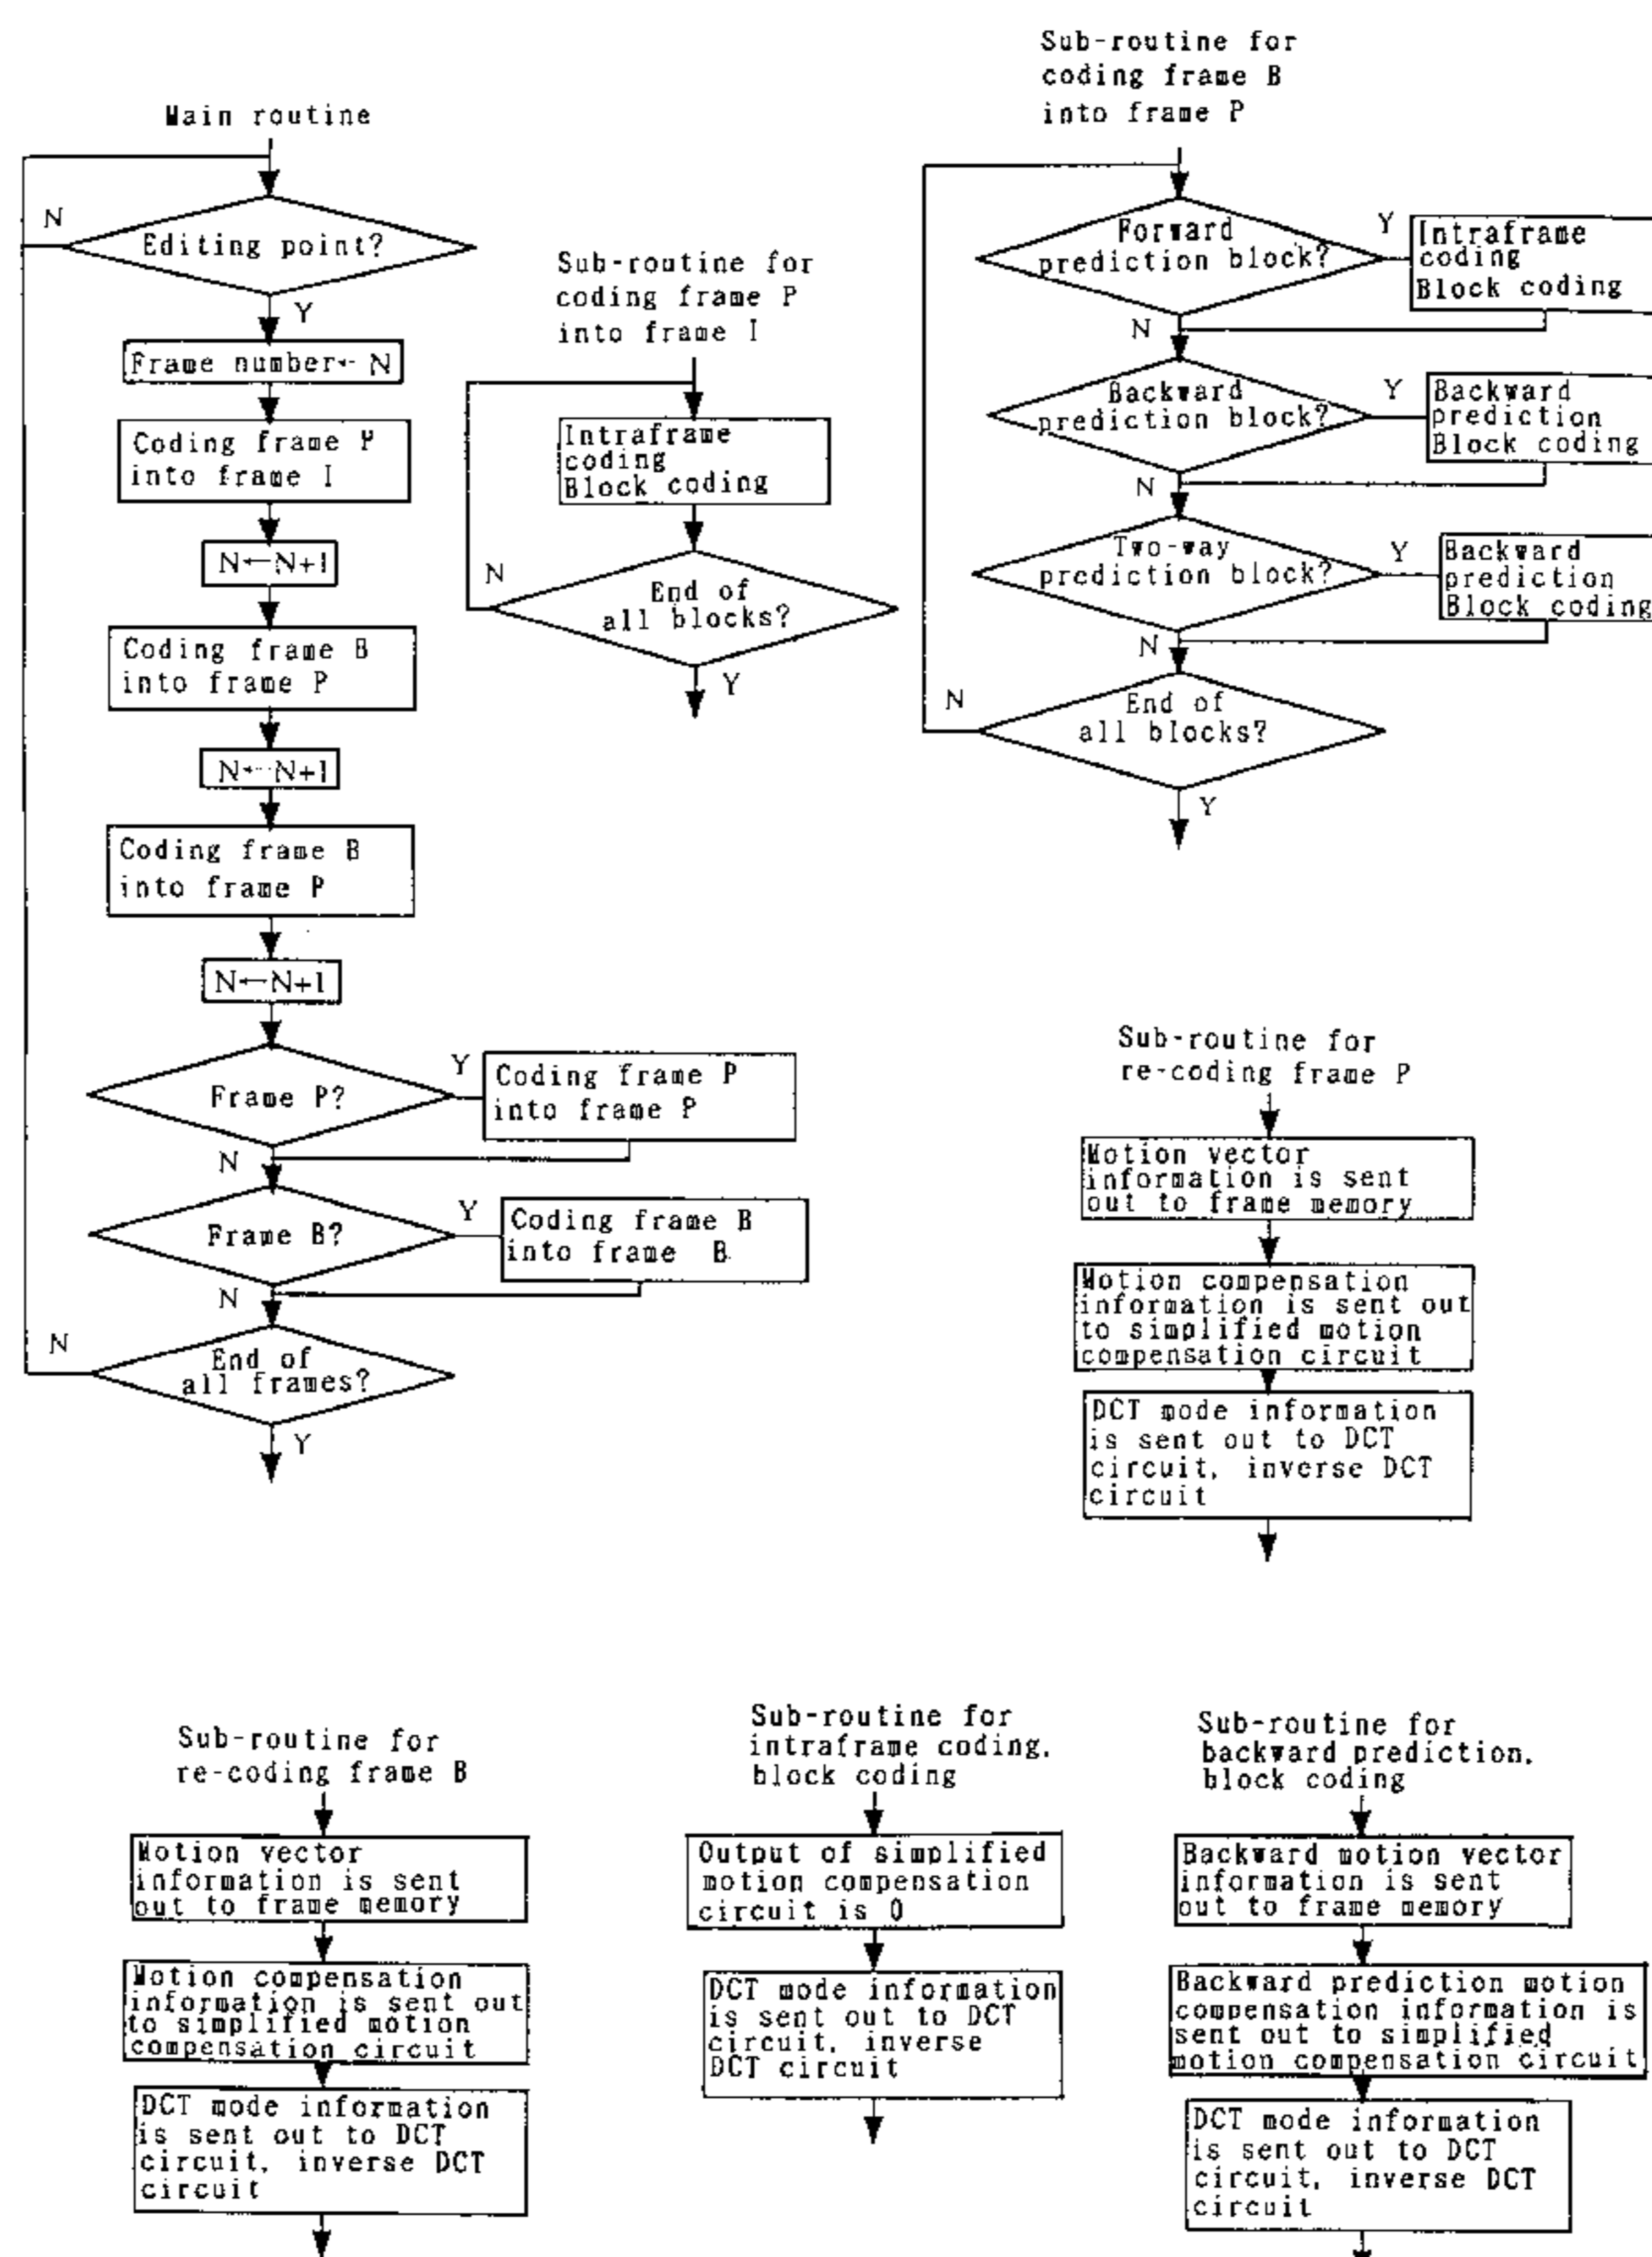 Main routine
Editing point?
N
Y
Frame number← N
Coding frame P
into frame I
N←N+1
Coding frame B
into frame P
N←N+1
Coding frame B
into frame P
N←N+1
Frame P?
Y
Coding frame P
into frame P
N
Frame B?
Y
Coding frame B
into frame B
N
End of
all frames?
N
Y
Sub-routine for
coding frame P
into frame I
Intraframe
coding
Block coding
End of
all blocks?
N
Y
Sub-routine for
coding frame B
into frame P
Forward
prediction block?
Y
Intraframe
coding
Block coding
N
Backward
prediction block?
Y
Backward
prediction
Block coding
N
Two-way
prediction block?
Y
Backward
prediction
Block coding
N
End of
all blocks?
N
Y
Sub-routine for
re-coding frame P
Motion vector
information is sent
out to frame memory
Motion compensation
information is sent out
to simplified motion
compensation circuit
DCT mode information
is sent out to DCT
circuit, inverse DCT
circuit
Sub-routine for
re-coding frame B
Motion vector
information is sent
out to frame memory
Motion compensation
information is sent out
to simplified motion
compensation circuit
DCT mode information
is sent out to DCT
circuit, inverse DCT
circuit
Sub-routine for
intraframe coding,
block coding
Output of simplified
motion compensation
circuit is 0
DCT mode information
is sent out to DCT
circuit, inverse
DCT circuit
Sub-routine for
backward prediction,
block coding
Backward motion vector
information is sent
out to frame memory
Backward prediction motion
compensation information is
sent out to simplified
motion compensation circuit
DCT mode information
is sent out to DCT
circuit, inverse DCT
circuit